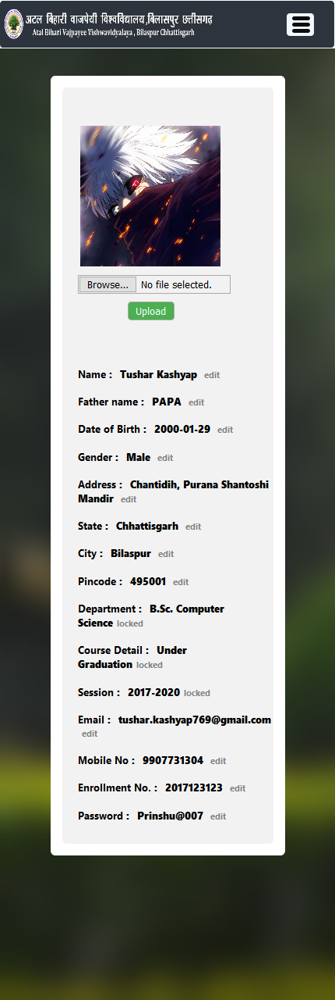 अटल बिहारी वाजपेयी विश्वविद्यालय,बिलासपुर छत्तीसगढ़
Atal Bihari Vajpayee Vishwavidyalaya , Bilaspur Chhattisgarh
Browse... No file selected.
Upload
Name : Tushar Kashyap edit
Father name : PAPA edit
Date of Birth : 2000-01-29 edit
Gender : Male edit
Address : Chantidih, Purana Shantoshi
Mandir edit
State : Chhattisgarh edit
City : Bilaspur edit
Pincode : 495001 edit
Department : B.Sc. Computer
Science locked
Course Detail : Under
Graduation locked
Session : 2017-2020 locked
Email : tushar.kashyap769@gmail.com
edit
Mobile No : 9907731304 edit
Enrollment No. : 2017123123 edit
Password : Prinshu@007 edit